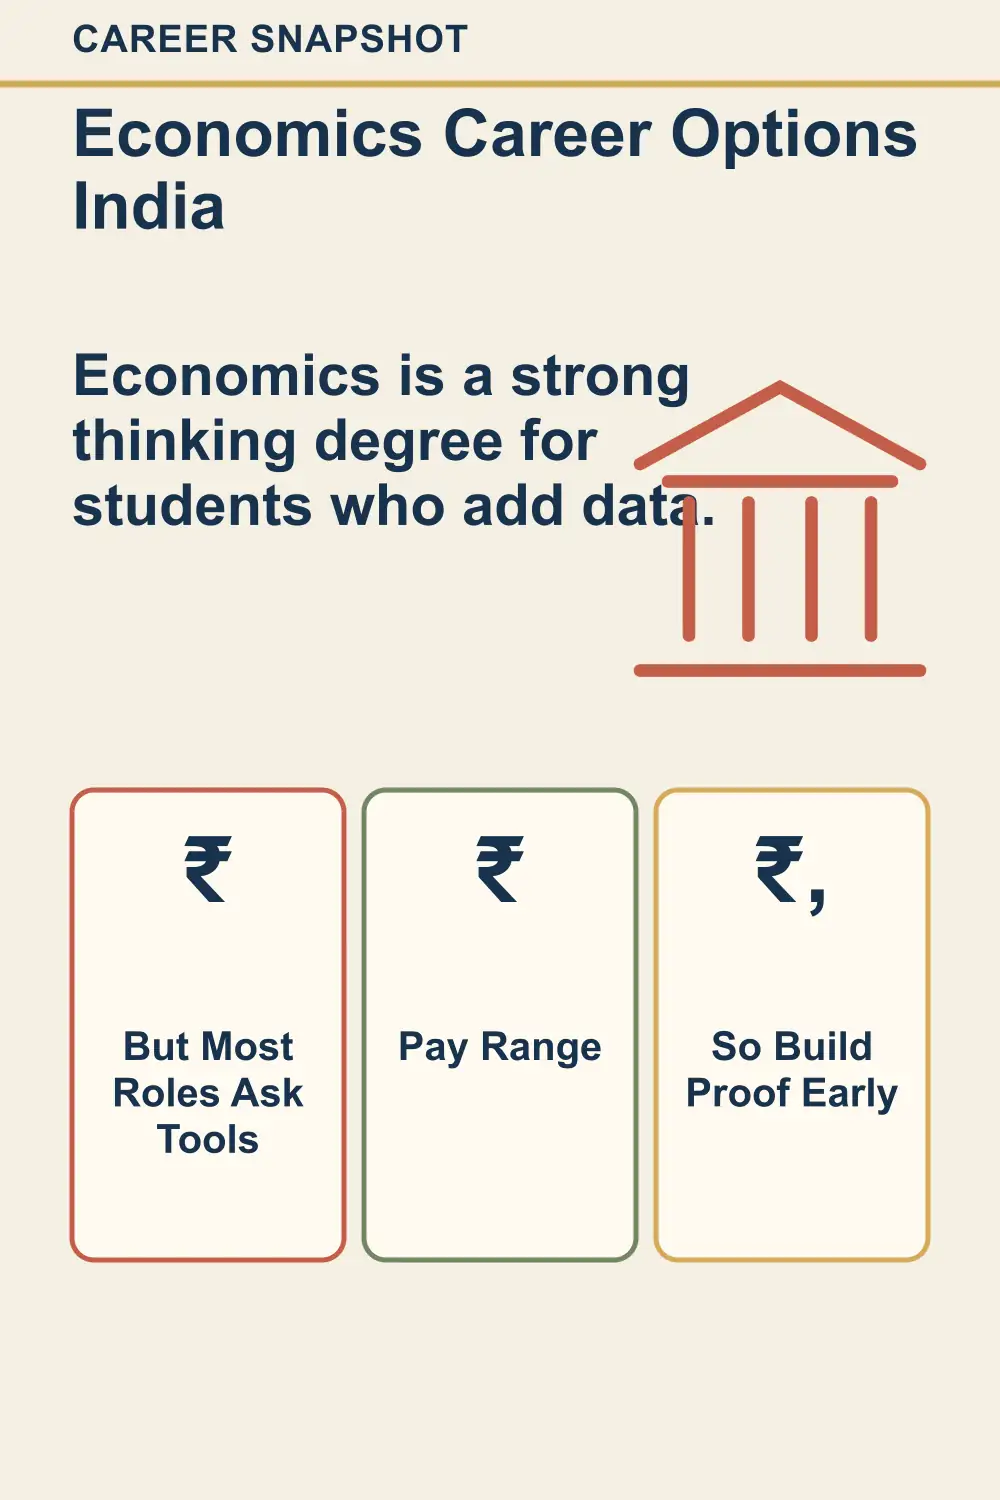 CAREER SNAPSHOT
Economics Career Options
India
Economics is a strong
thinking degree for
students who add data.
₹
But Most
Roles Ask
Tools
₹
Pay Range
₹,
So Build
Proof Early